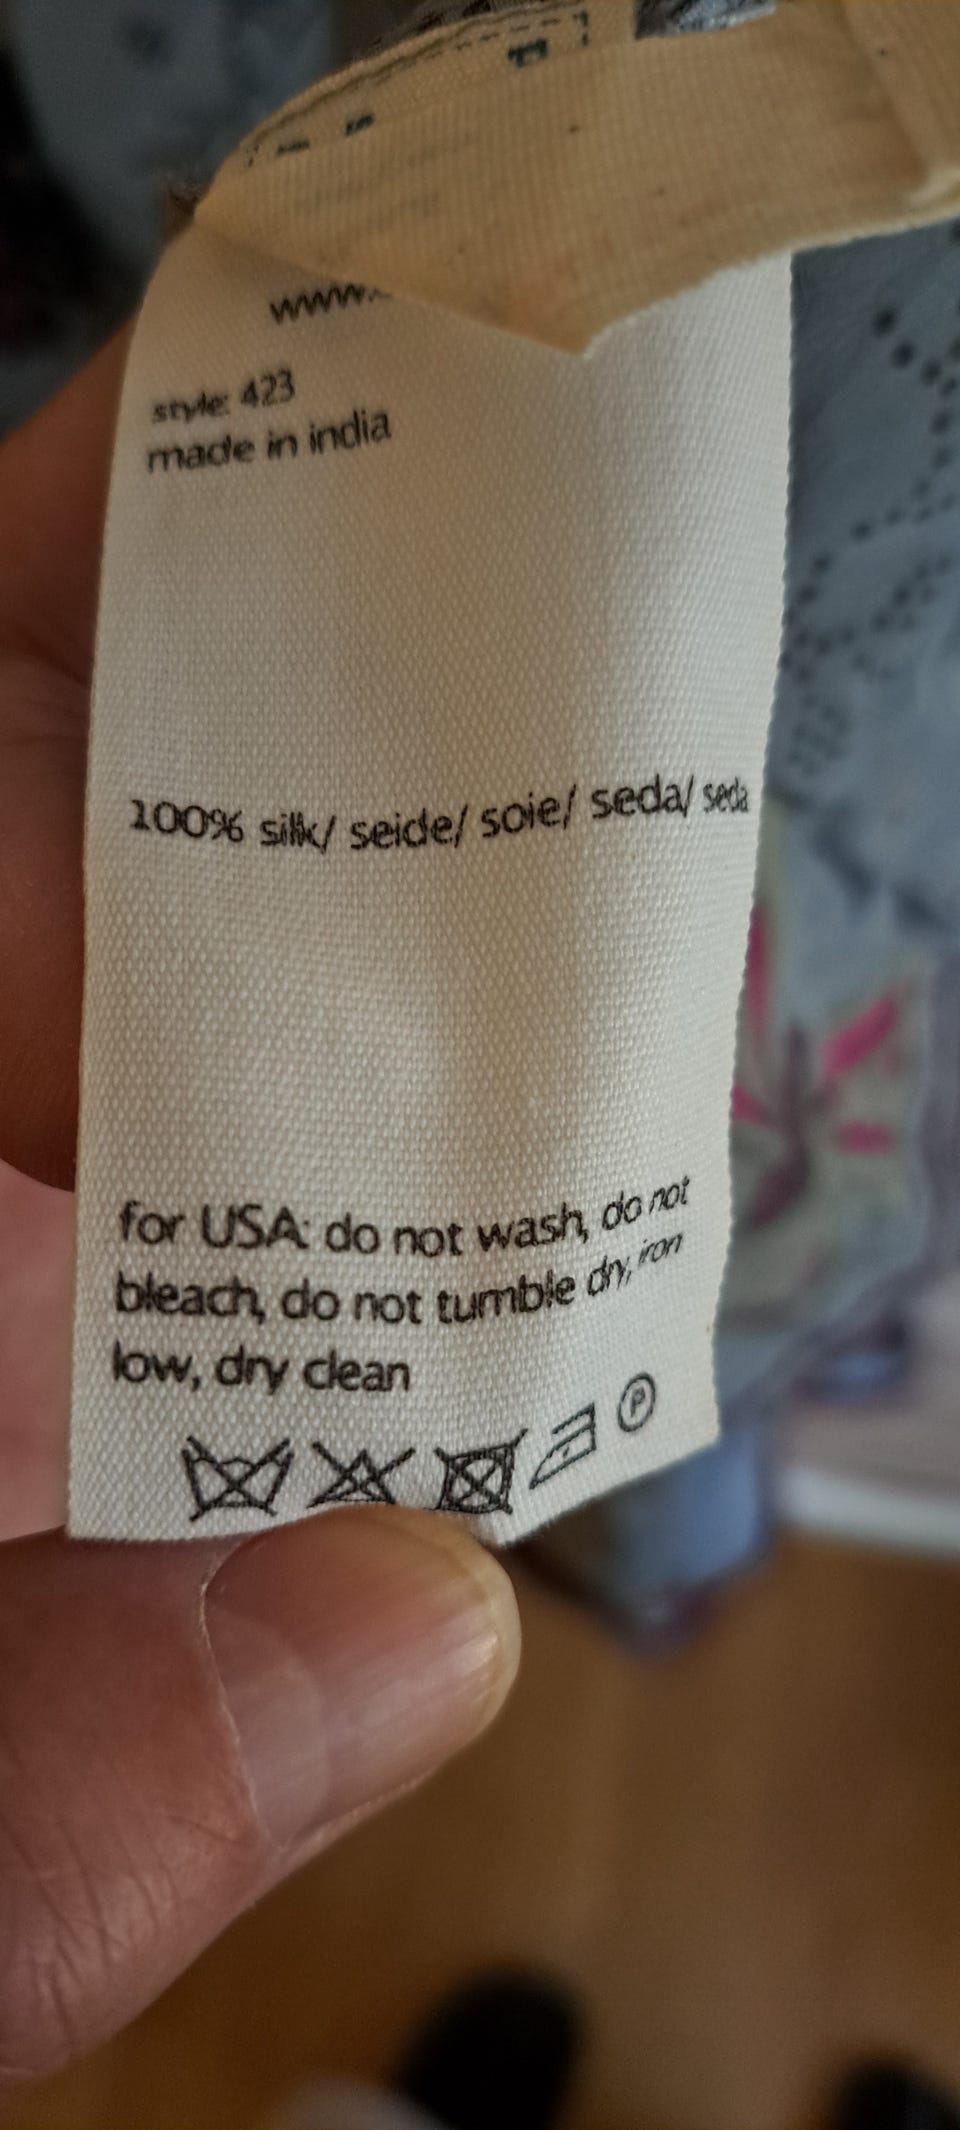 www.
style: 423
made in india
100% silk/ seide/ soie/ seda/ seda
for USA: do not wash, do not
bleach, do not tumble dry, iron
low, dry clean
P